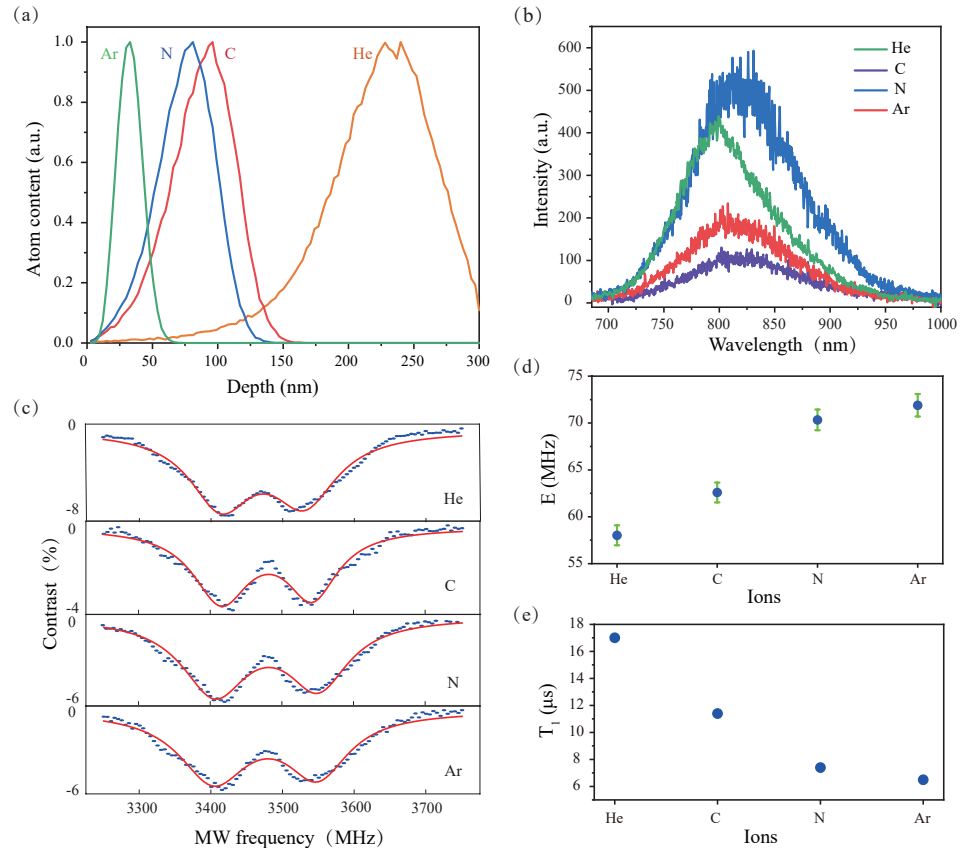 (a)
Ar
N
C
He
1.0
0.8
0.6
0.4
0.2
0.0
0
50
100
150
200
250
300
Atom content (a.u.)
Depth (nm)
(b)
600
500
400
300
200
100
0
700
750
800
850
900
950
1000
Intensity (a.u.)
Wavelength（nm）
He
C
N
Ar
(c)
0
-8
He
0
-4
C
0
-6
N
0
-6
Ar
3300
3400
3500
3600
3700
Contrast (%)
MW frequency（MHz）
(d)
75
70
65
60
55
E (MHz)
He
C
N
Ar
Ions
(e)
18
16
14
12
10
8
6
T1 (μs)
He
C
N
Ar
Ions